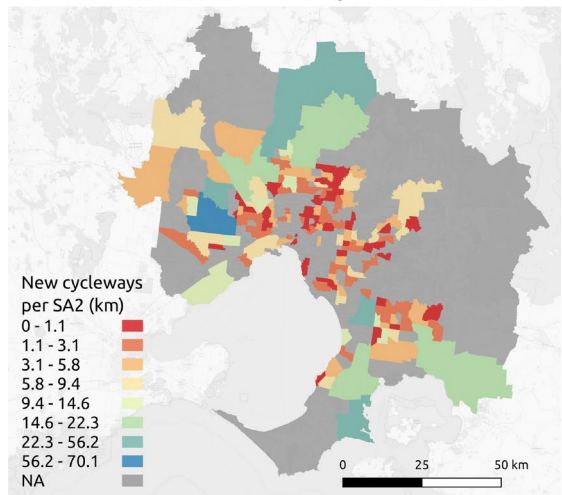 New cycleways
per SA2 (km)
0 - 1.1
1.1 - 3.1
3.1 - 5.8
5.8 - 9.4
9.4 - 14.6
14.6 - 22.3
22.3 - 56.2
56.2 - 70.1
NA
0 25 50 km